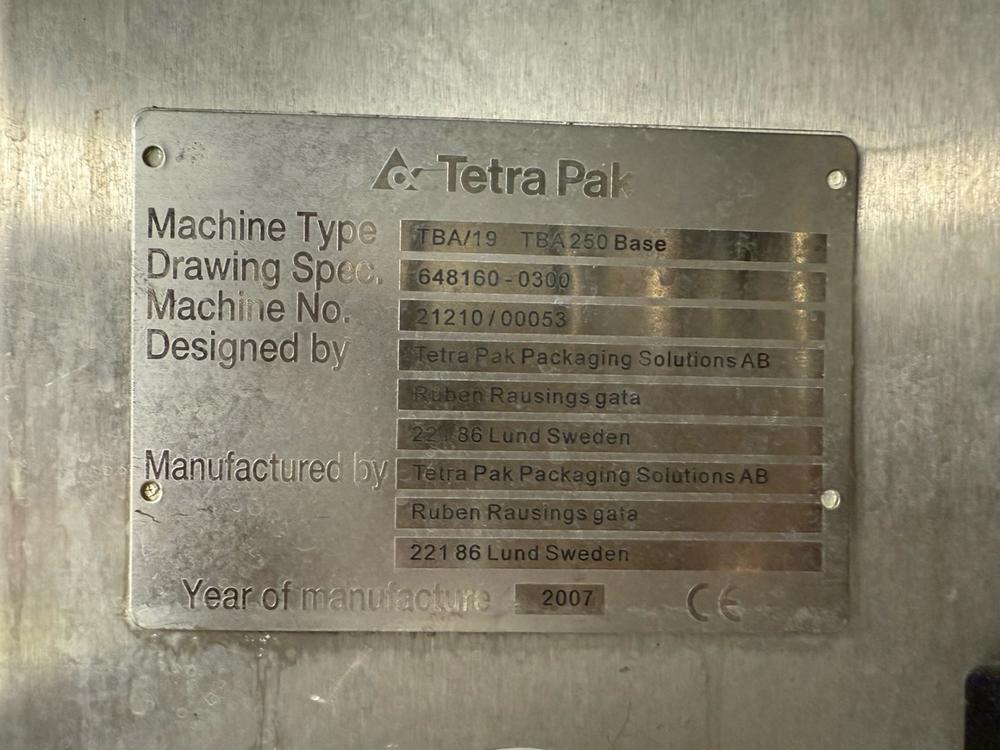 Tetra Pak
Machine Type TBA/19 TBA 250 Base
Drawing Spec. 648160-0300
Machine No. 21210/00053
Designed by Tetra Pak Packaging Solutions AB
Ruben Rausings gata
221 86 Lund Sweden
Manufactured by Tetra Pak Packaging Solutions AB
Ruben Rausings gata
221 86 Lund Sweden
Year of manufacture 2007 CE